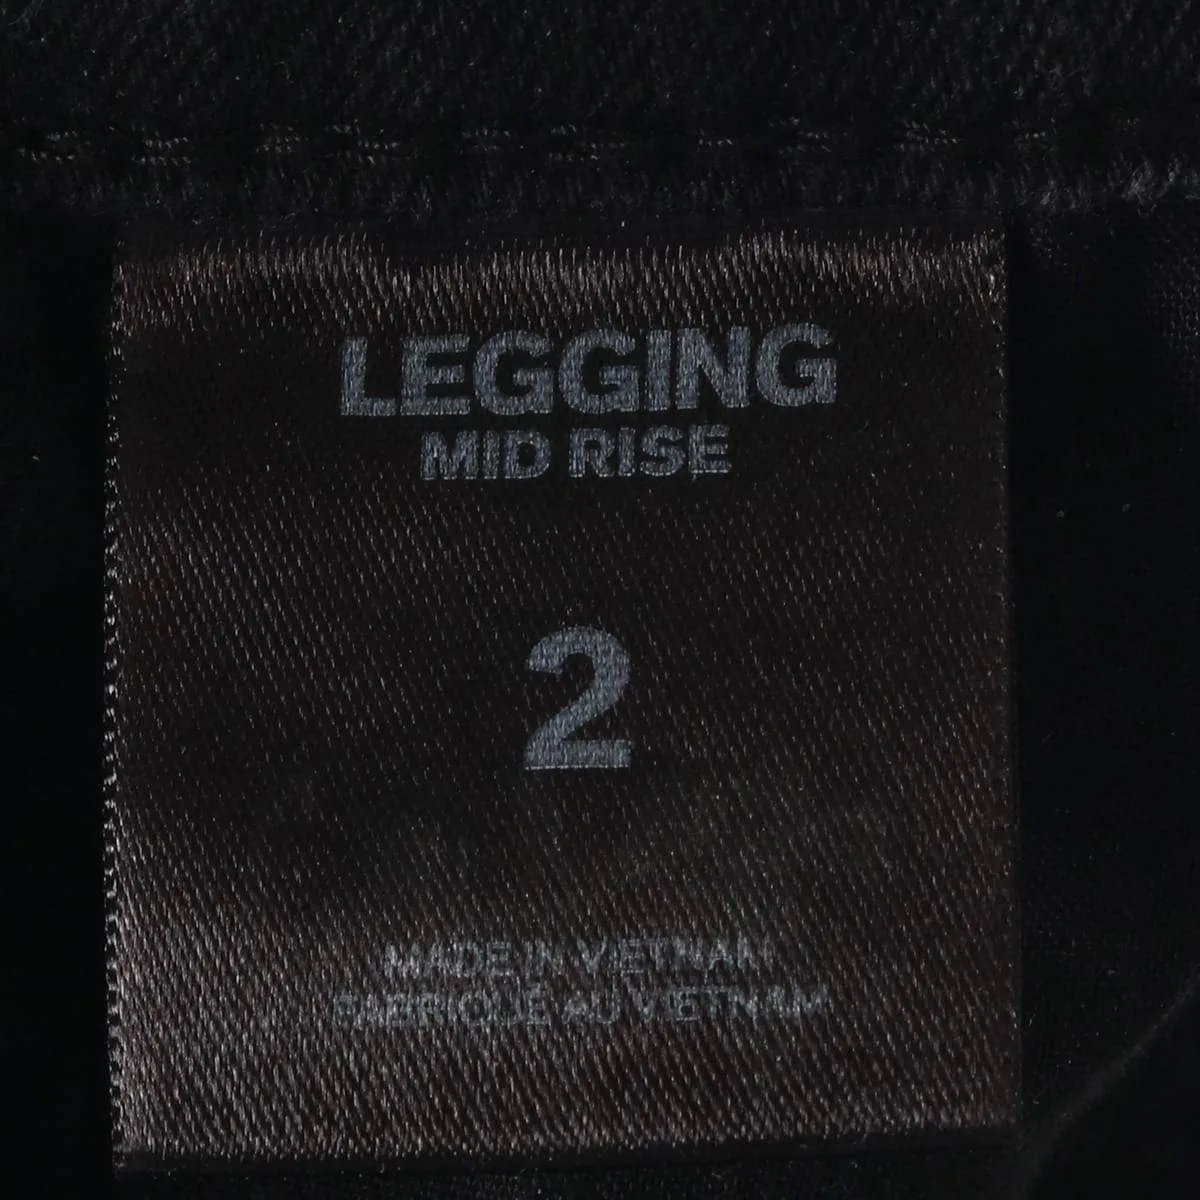 LEGGING
MID RISE
2
MADE IN VIETNAM
FABRIQUÉ AU VIETNAM